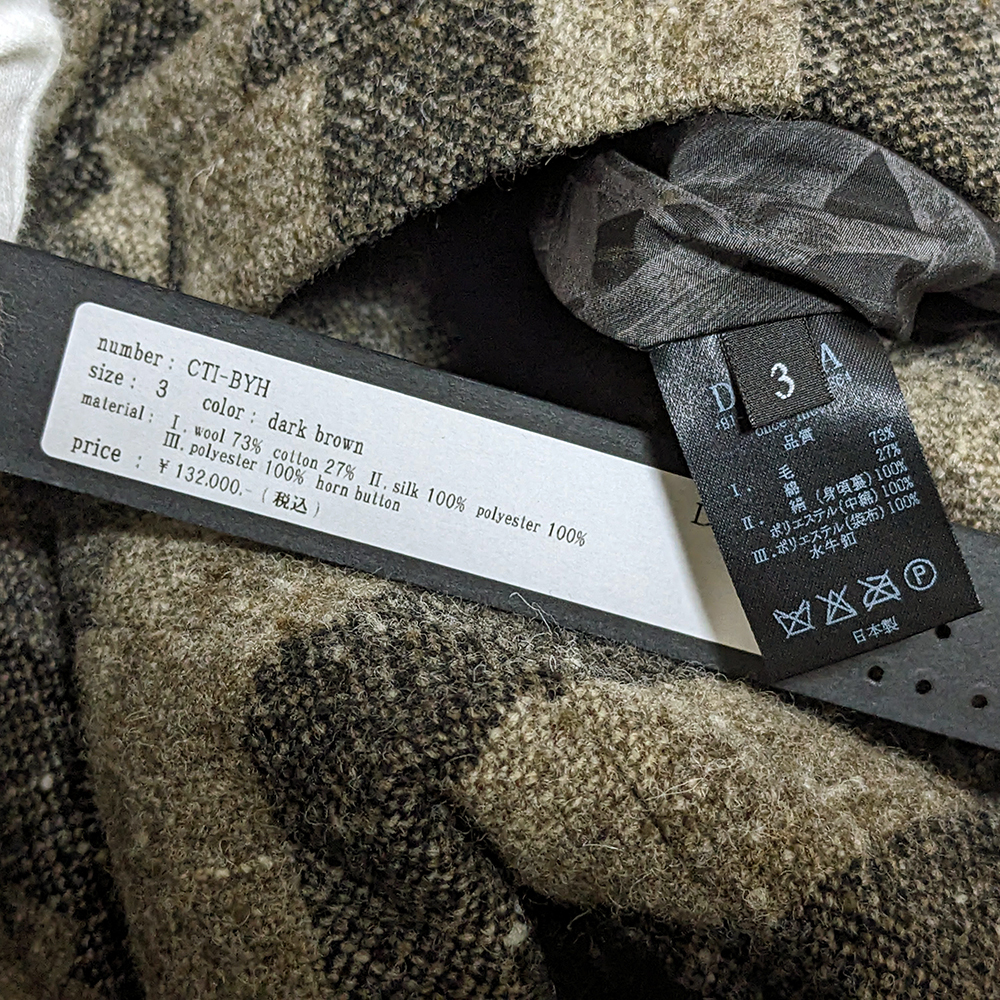 number : CTI-BYH
size : 3 color : dark brown
material : I. wool 73% cotton 27% II. silk 100% polyester 100%
III. polyester 100% horn button
price : ¥132,000.-(税込)
3
品質
I. 毛 73%
綿 27%
II. 絹 (身頃裏) 100%
ポリエステル(中綿) 100%
III. ポリエステル(袋布) 100%
水牛釦
P
日本製